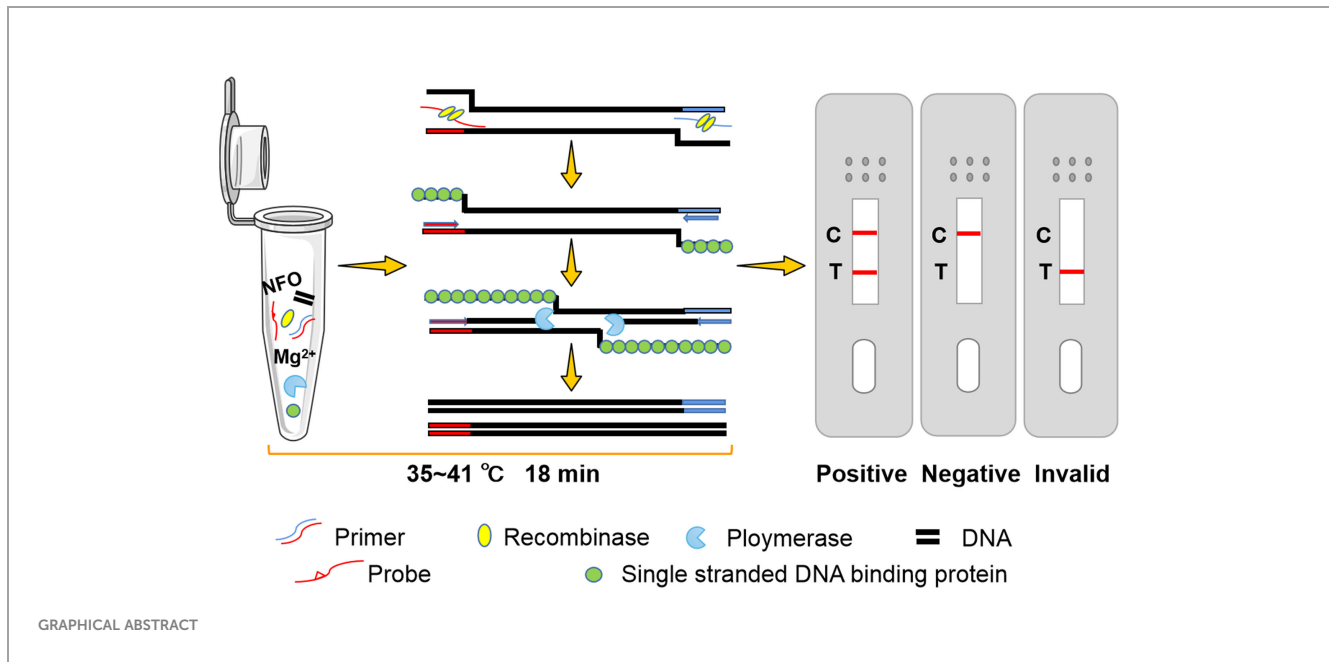 NFO
Mg²⁺
35~41 ℃ 18 min
C
T
C
T
C
T
Positive Negative Invalid
Primer Recombinase Ploymerase DNA
Probe Single stranded DNA binding protein
GRAPHICAL ABSTRACT